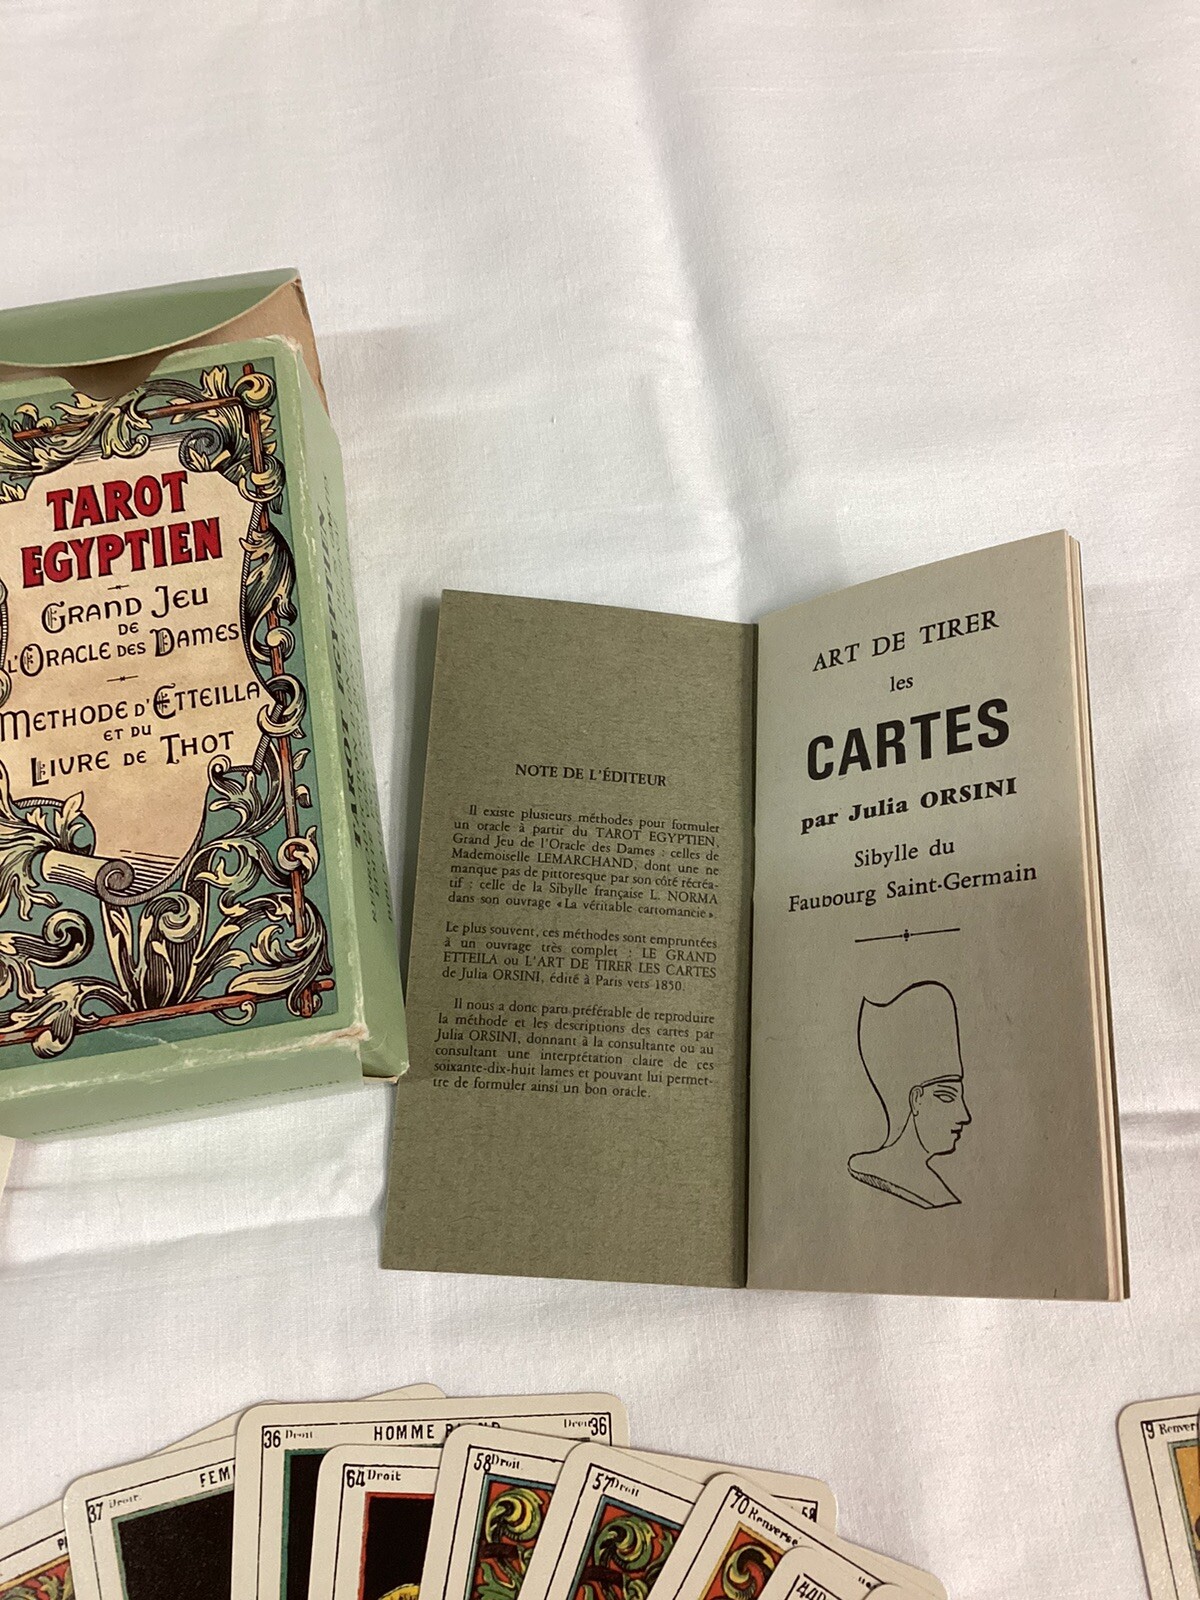 TAROT
EGYPTIEN
GRAND JEU
DE
L'ORACLE DES DAMES
METHODE D'ETTEILLA
ET DU
LIVRE DE THOT
TAROT EGYPTIEN
NOTE DE L'ÉDITEUR
Il existe plusieurs méthodes pour formuler
un oracle à partir du TAROT EGYPTIEN,
Grand Jeu de l'Oracle des Dames : celles de
Mademoiselle LEMARCHAND, dont une ne
manque pas de pittoresque par son côté récréa-
tif : celle de la Sibylle française L. NORMA
dans son ouvrage «La véritable cartomancie».
Le plus souvent, ces méthodes sont empruntées
à un ouvrage très complet : LE GRAND
ETTEILA ou L'ART DE TIRER LES CARTES
de Julia ORSINI, édité à Paris vers 1850.
Il nous a donc paru préférable de reproduire
la méthode et les descriptions des cartes par
Julia ORSINI, donnant à la consultante ou au
consultant une interprétation claire de ces
soixante-dix-huit lames et pouvant lui permet-
tre de formuler ainsi un bon oracle.
ART DE TIRER
les
CARTES
par Julia ORSINI
Sibylle du
Faubourg Saint-Germain
37 Droit
FEM
36 Droit
HOMME
Droit 36
64 Droit
58 Droit
58
57 Droit
70 Renversé
44 D
9 Renver